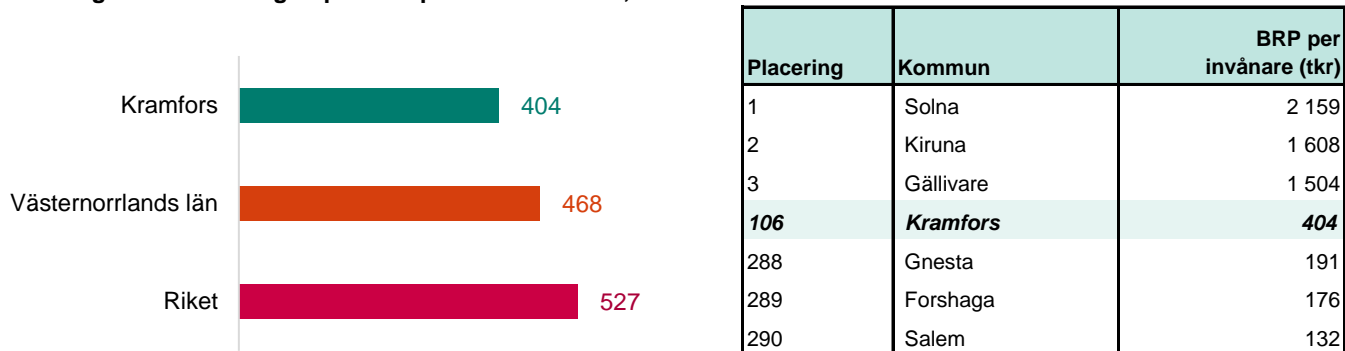 Kramfors
404
Västernorrlands län
468
Riket
527
Placering Kommun BRP per invånare (tkr)
1 Solna 2 159
2 Kiruna 1 608
3 Gällivare 1 504
106 Kramfors 404
288 Gnesta 191
289 Forshaga 176
290 Salem 132